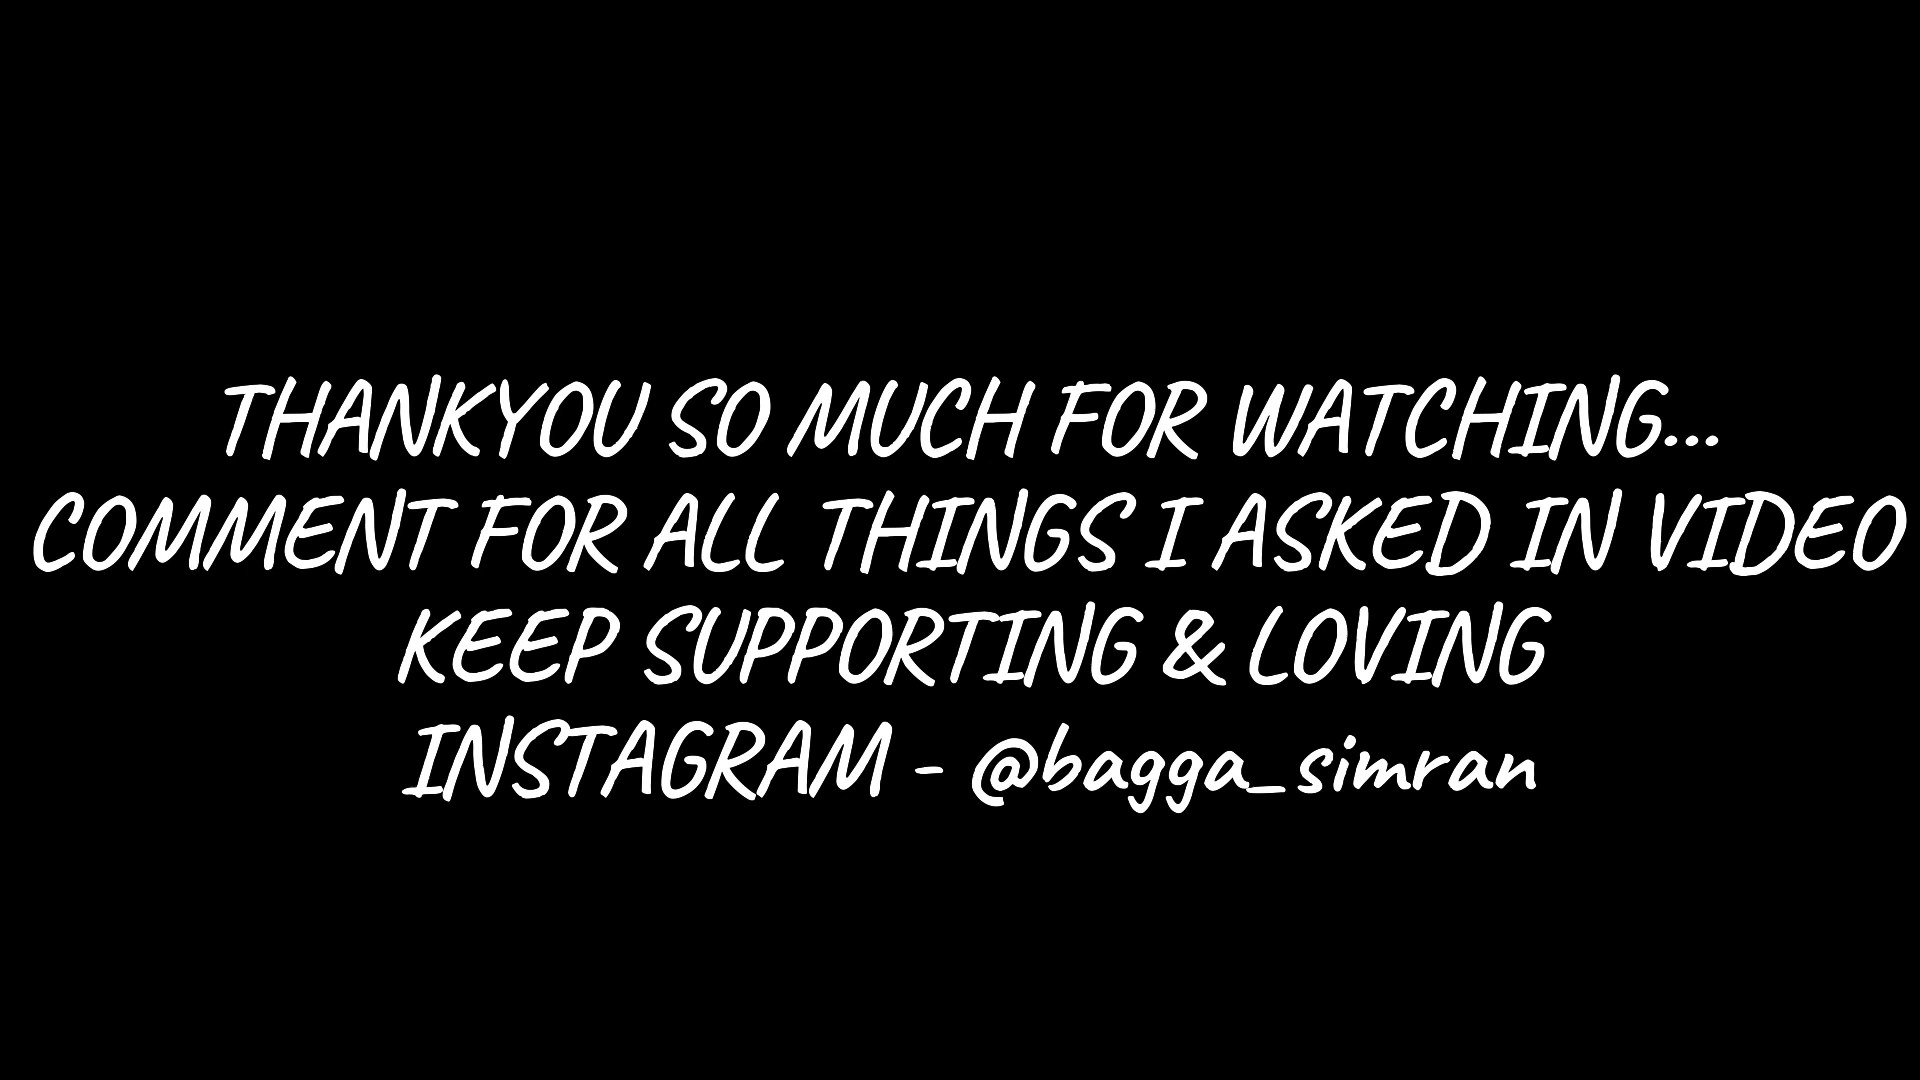 THANKYOU SO MUCH FOR WATCHING...
COMMENT FOR ALL THINGS I ASKED IN VIDEO
KEEP SUPPORTING & LOVING
INSTAGRAM - @bagga_simran